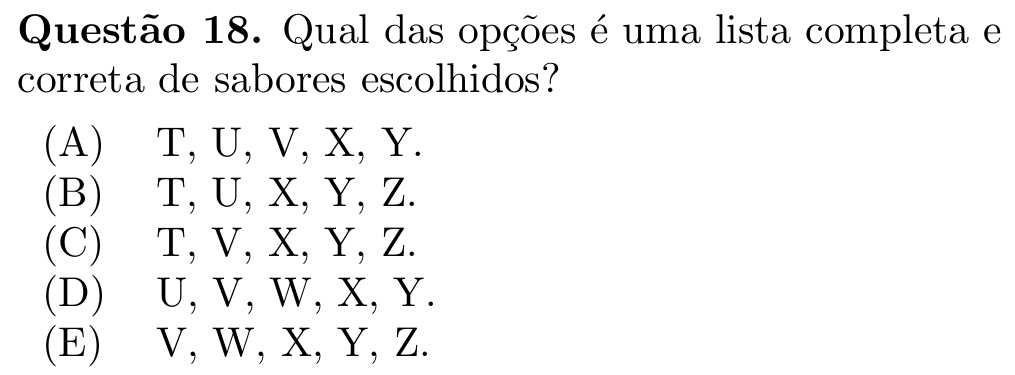 Questão 18. Qual das opções é uma lista completa e
correta de sabores escolhidos?
(A) T, U, V, X, Y.
(B) T, U, X, Y, Z.
(C) T, V, X, Y, Z.
(D) U, V, W, X, Y.
(E) V, W, X, Y, Z.